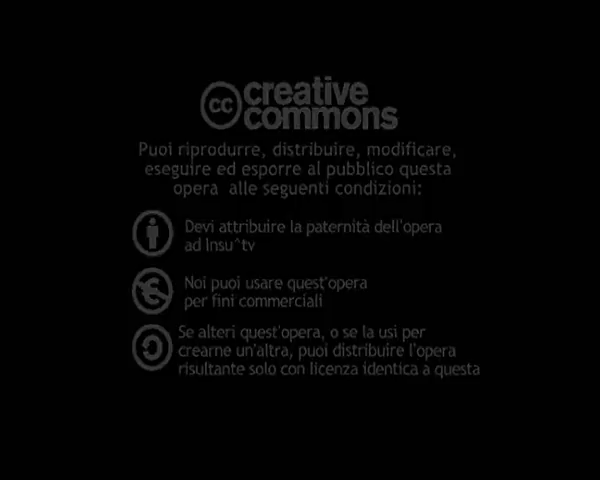 cc creative
commons
Puoi riprodurre, distribuire, modificare,
eseguire ed esporre al pubblico questa
opera alle seguenti condizioni:
Devi attribuire la paternità dell'opera
ad Insu^tv
Noi puoi usare quest'opera
per fini commerciali
Se alteri quest'opera, o se la usi per
crearne un'altra, puoi distribuire l'opera
risultante solo con licenza identica a questa